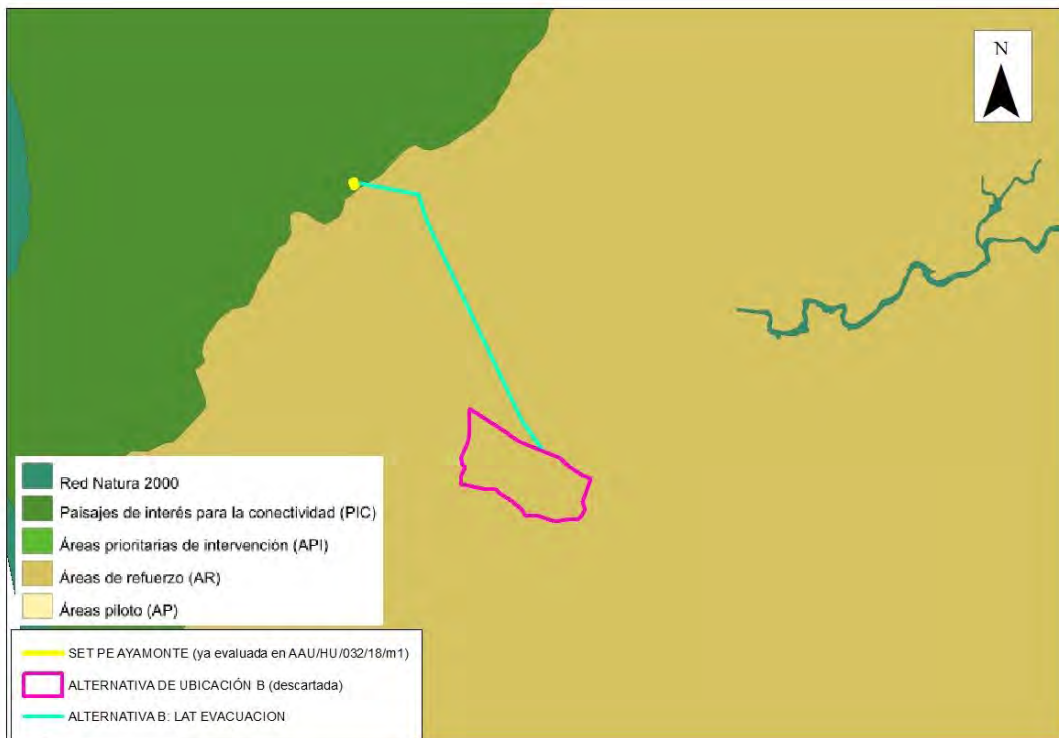 N
Red Natura 2000
Paisajes de interés para la conectividad (PIC)
Áreas prioritarias de intervención (API)
Áreas de refuerzo (AR)
Áreas piloto (AP)
SET PE AYAMONTE (ya evaluada en AAU/HU/032/18/m1)
ALTERNATIVA DE UBICACIÓN B (descartada)
ALTERNATIVA B: LAT EVACUACION